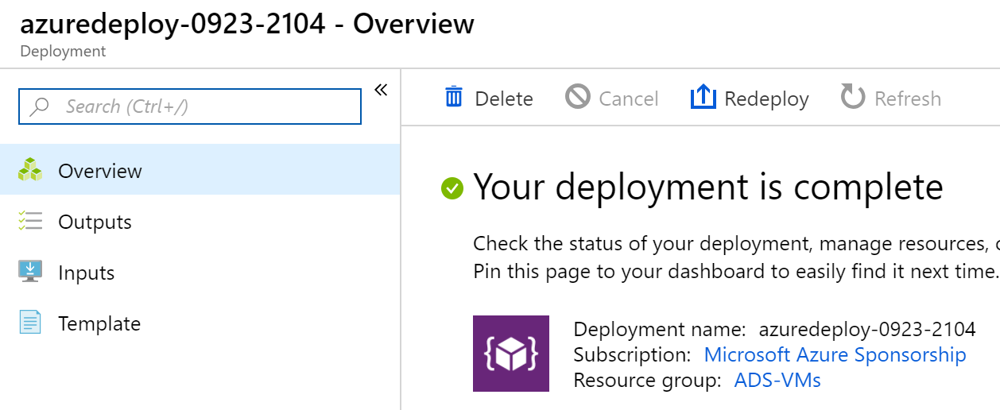 azuredeploy-0923-2104 - Overview
Deployment
Search (Ctrl+/)
«
Overview
Outputs
Inputs
Template
Delete Cancel Redeploy Refresh
Your deployment is complete
Check the status of your deployment, manage resources,
Pin this page to your dashboard to easily find it next time.
Deployment name: azuredeploy-0923-2104
Subscription: Microsoft Azure Sponsorship
Resource group: ADS-VMs